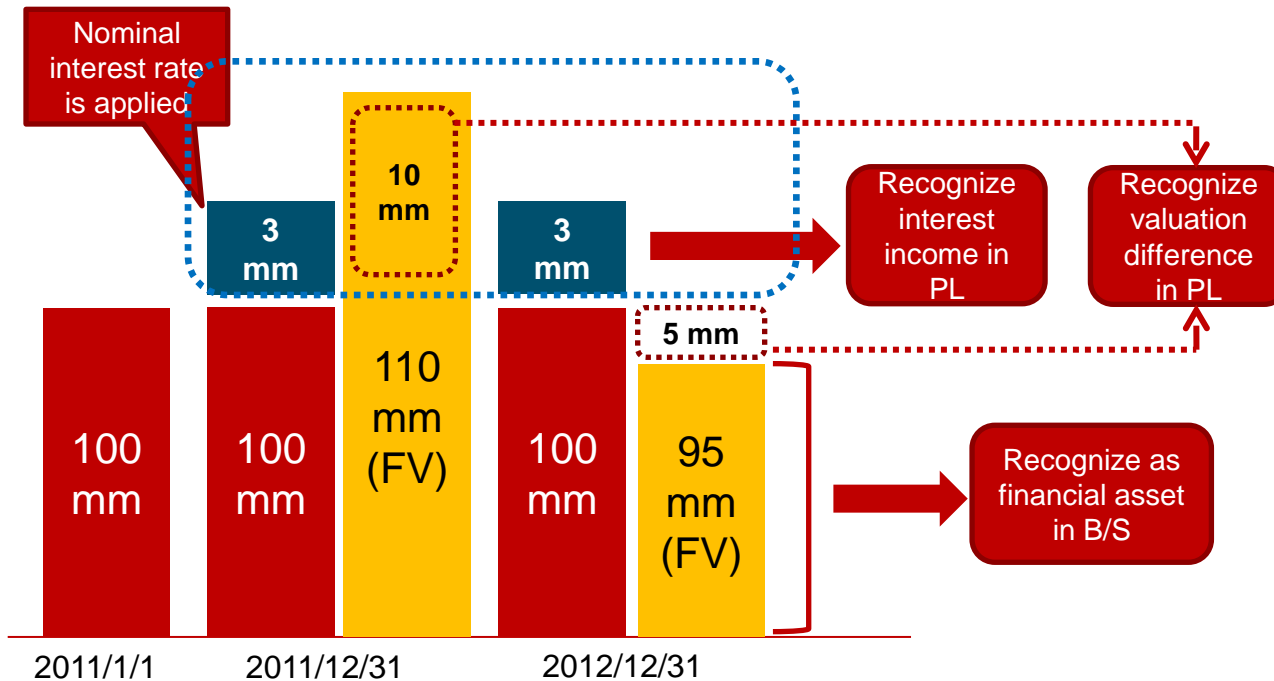 Nominal
interest rate
is applied
10
mm
3
mm
3
mm
Recognize
interest
income in
PL
Recognize
valuation
difference
in PL
5 mm
100
mm
100
mm
110
mm
(FV)
100
mm
95
mm
(FV)
Recognize as
financial asset
in B/S
2011/1/1
2011/12/31
2012/12/31